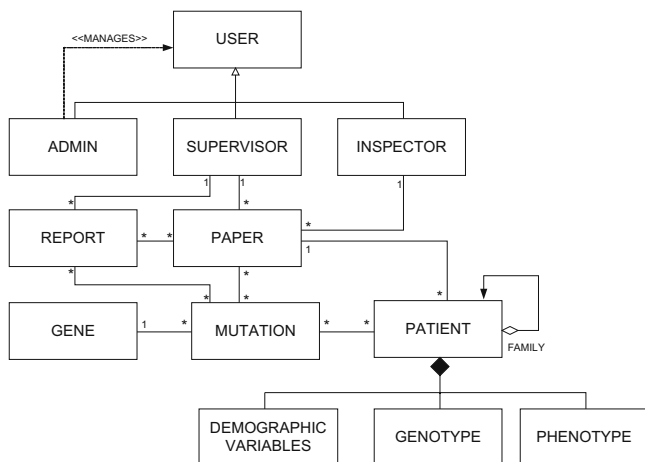 USER
<<MANAGES>>
ADMIN
SUPERVISOR
INSPECTOR
1
1
1
*
*
*
REPORT
*
*
PAPER
1
*
*
*
*
*
GENE
1
*
MUTATION
*
*
PATIENT
FAMILY
DEMOGRAPHIC
VARIABLES
GENOTYPE
PHENOTYPE